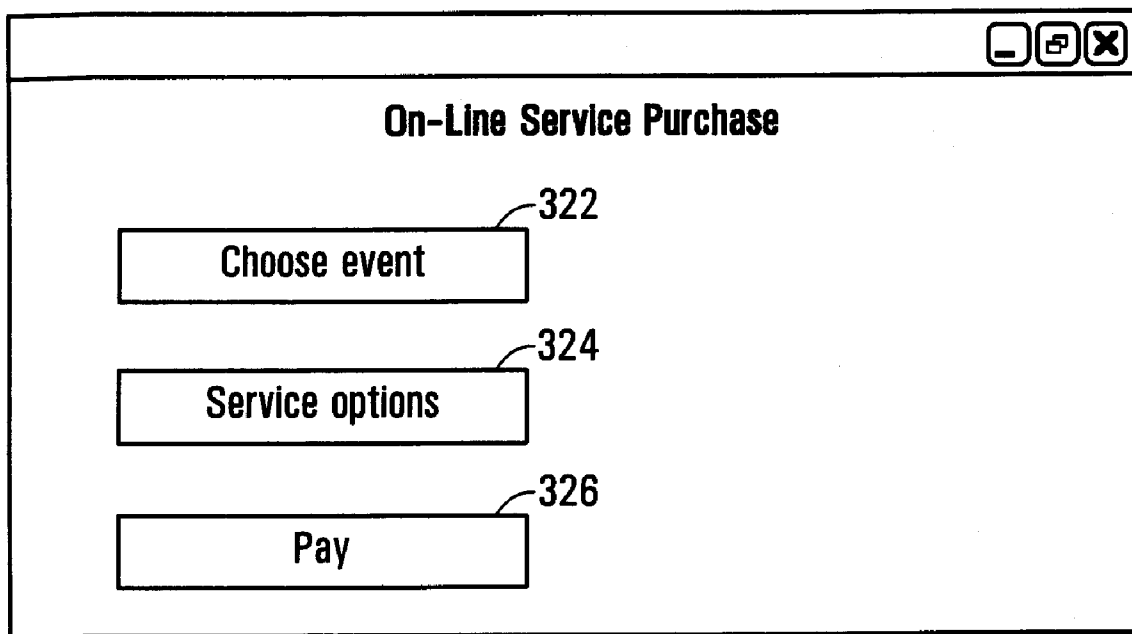 On-Line Service Purchase
322
Choose event
324
Service options
326
Pay